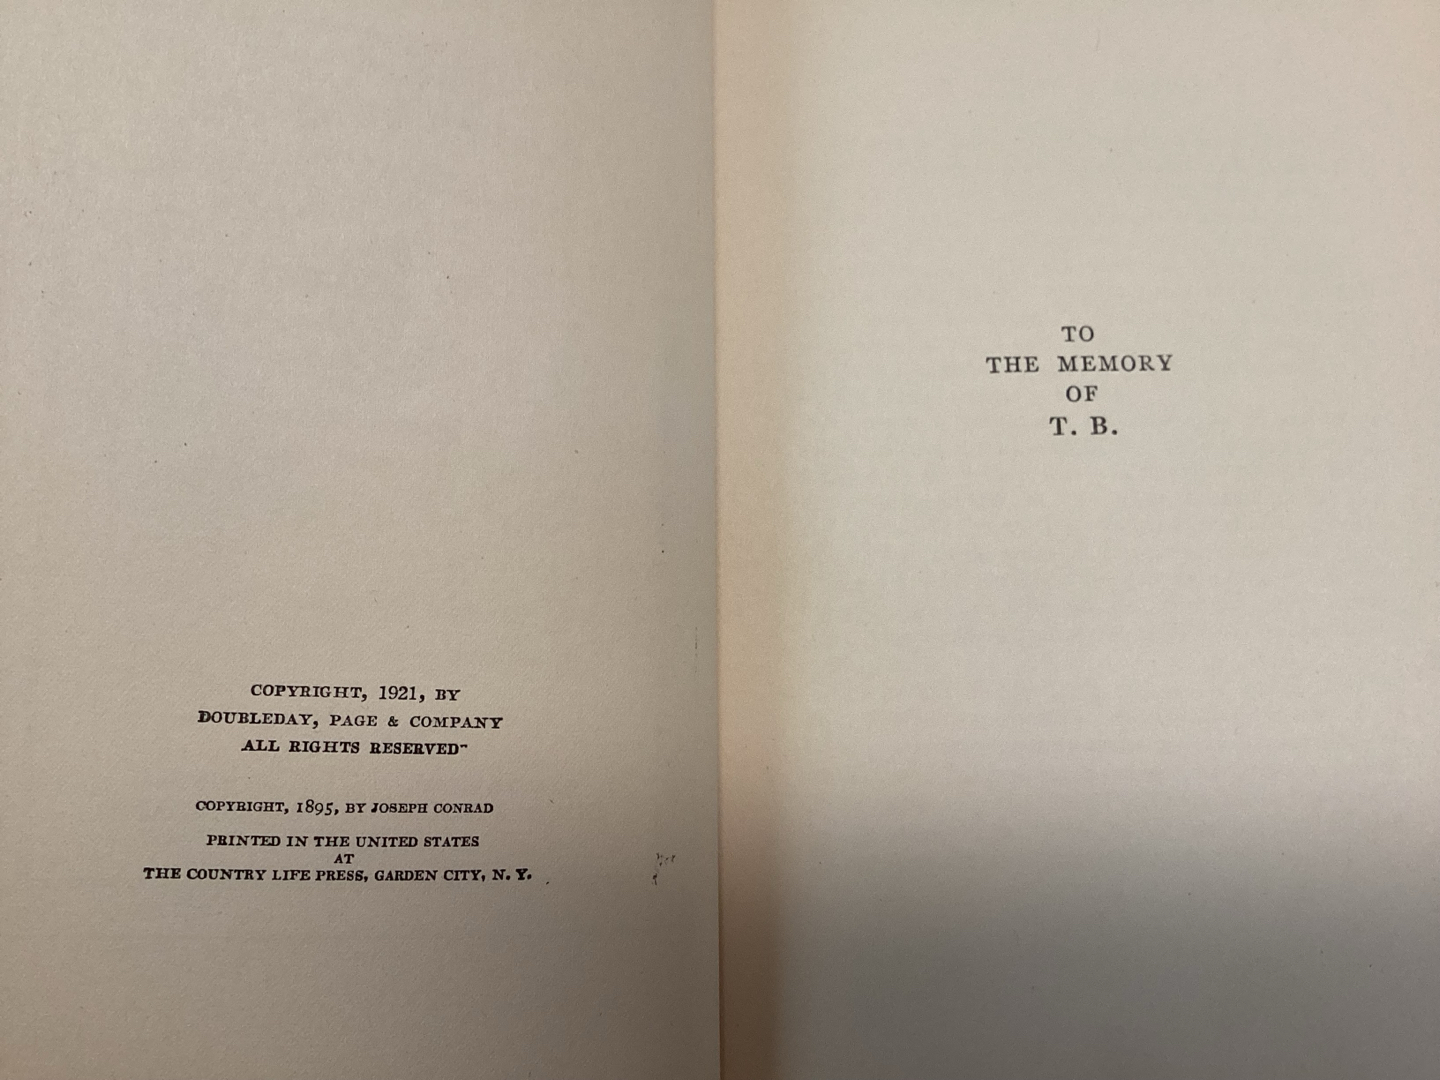 COPYRIGHT, 1921, BY
DOUBLEDAY, PAGE & COMPANY
ALL RIGHTS RESERVED
COPYRIGHT, 1895, BY JOSEPH CONRAD
PRINTED IN THE UNITED STATES
AT
THE COUNTRY LIFE PRESS, GARDEN CITY, N. Y.
TO
THE MEMORY
OF
T. B.